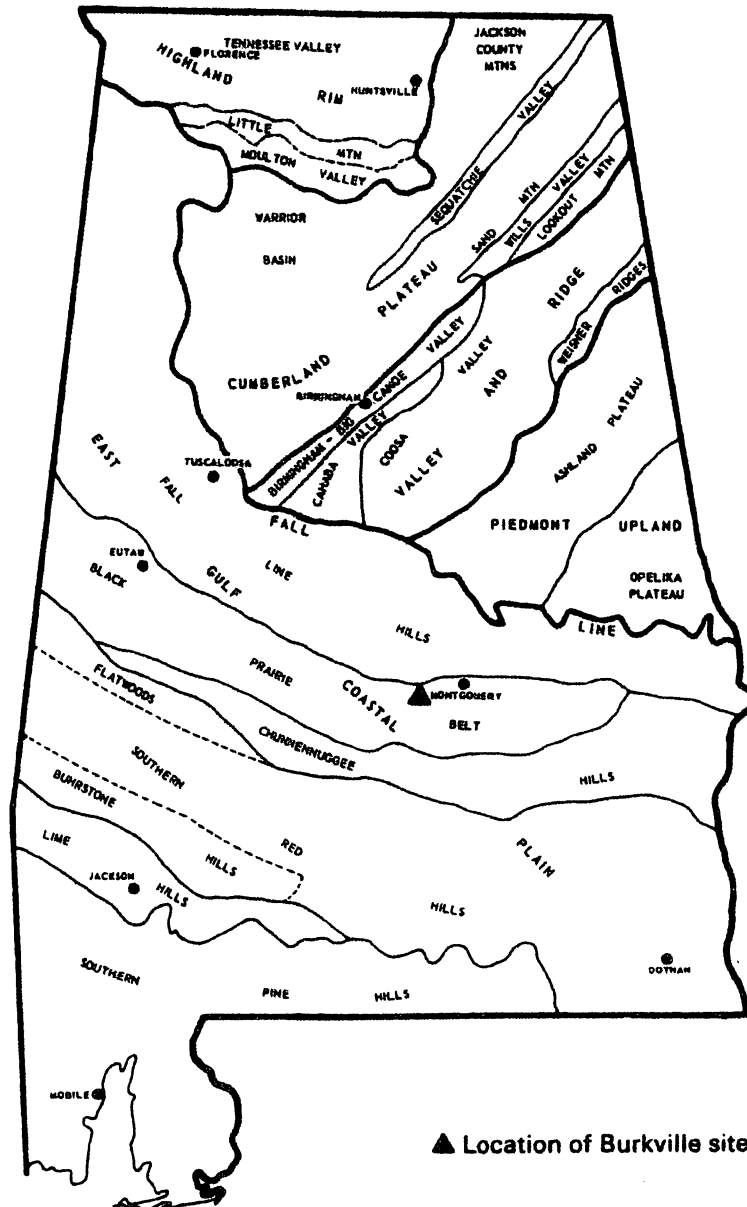 TENNESSEE VALLEY
FLORENCE
HIGHLAND RIM
HUNTSVILLE
JACKSON
COUNTY
MTNS
LITTLE MTN
MOULTON VALLEY
SEQUATCHIE VALLEY
WARRIOR
BASIN
SAND MTN
WILLS VALLEY
LOOKOUT MTN
CUMBERLAND PLATEAU
BIRMINGHAM
BIRMINGHAM - BIG CANOE VALLEY
CAHABA VALLEY
COOSA VALLEY
VALLEY AND RIDGE
WEISNER RIDGES
ASHLAND PLATEAU
PIEDMONT UPLAND
OPELIKA
PLATEAU
EAST
TUSCALOOSA
FALL
FALL LINE
LINE
HILLS
EUTAW
BLACK PRAIRIE BELT
GULF COASTAL PLAIN
MONTGOMERY
FLATWOODS
CHUNNENNUGGEE HILLS
SOUTHERN RED HILLS
BUHRSTONE HILLS
LIME HILLS
JACKSON
DOTHAN
SOUTHERN PINE HILLS
MOBILE
▲ Location of Burkville site